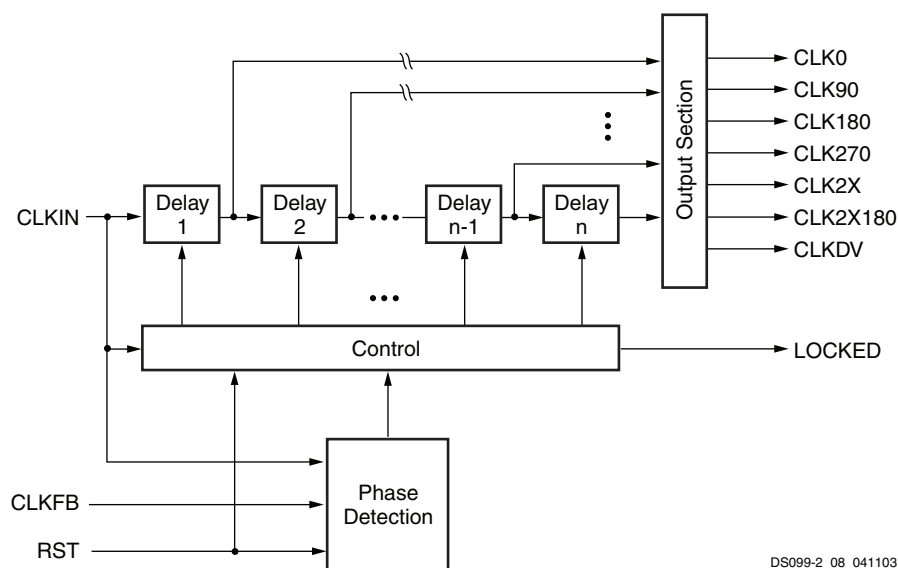 CLK0
CLK90
CLK180
CLK270
CLK2X
CLK2X180
CLKDV
Output Section
CLKIN
Delay
1
Delay
2
Delay
n-1
Delay
n
Control
LOCKED
Phase
Detection
CLKFB
RST
DS099-2_08_041103